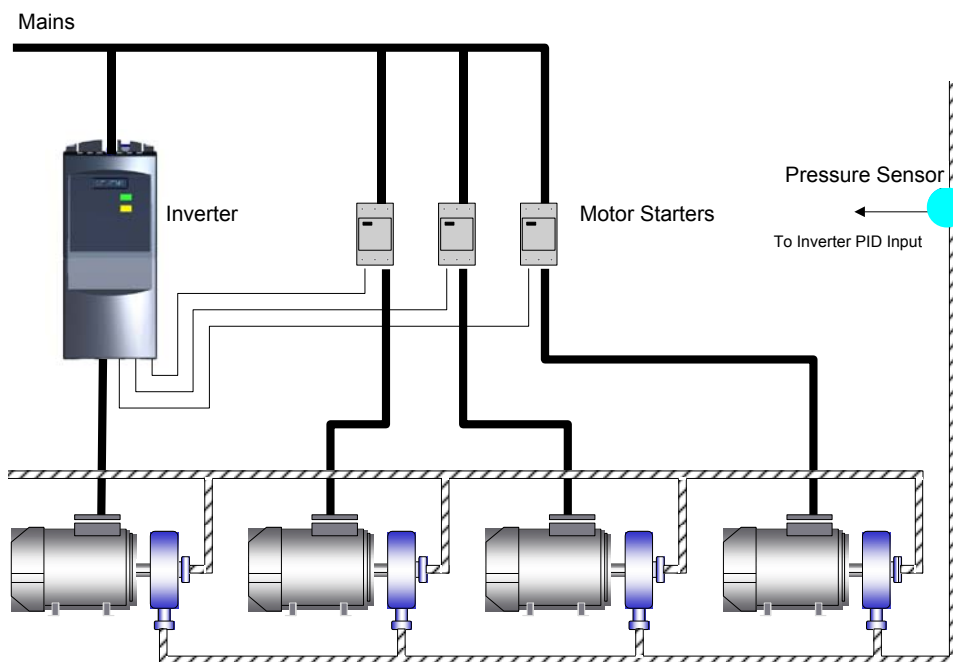 Mains
Pressure Sensor
Inverter
Motor Starters
To Inverter PID Input